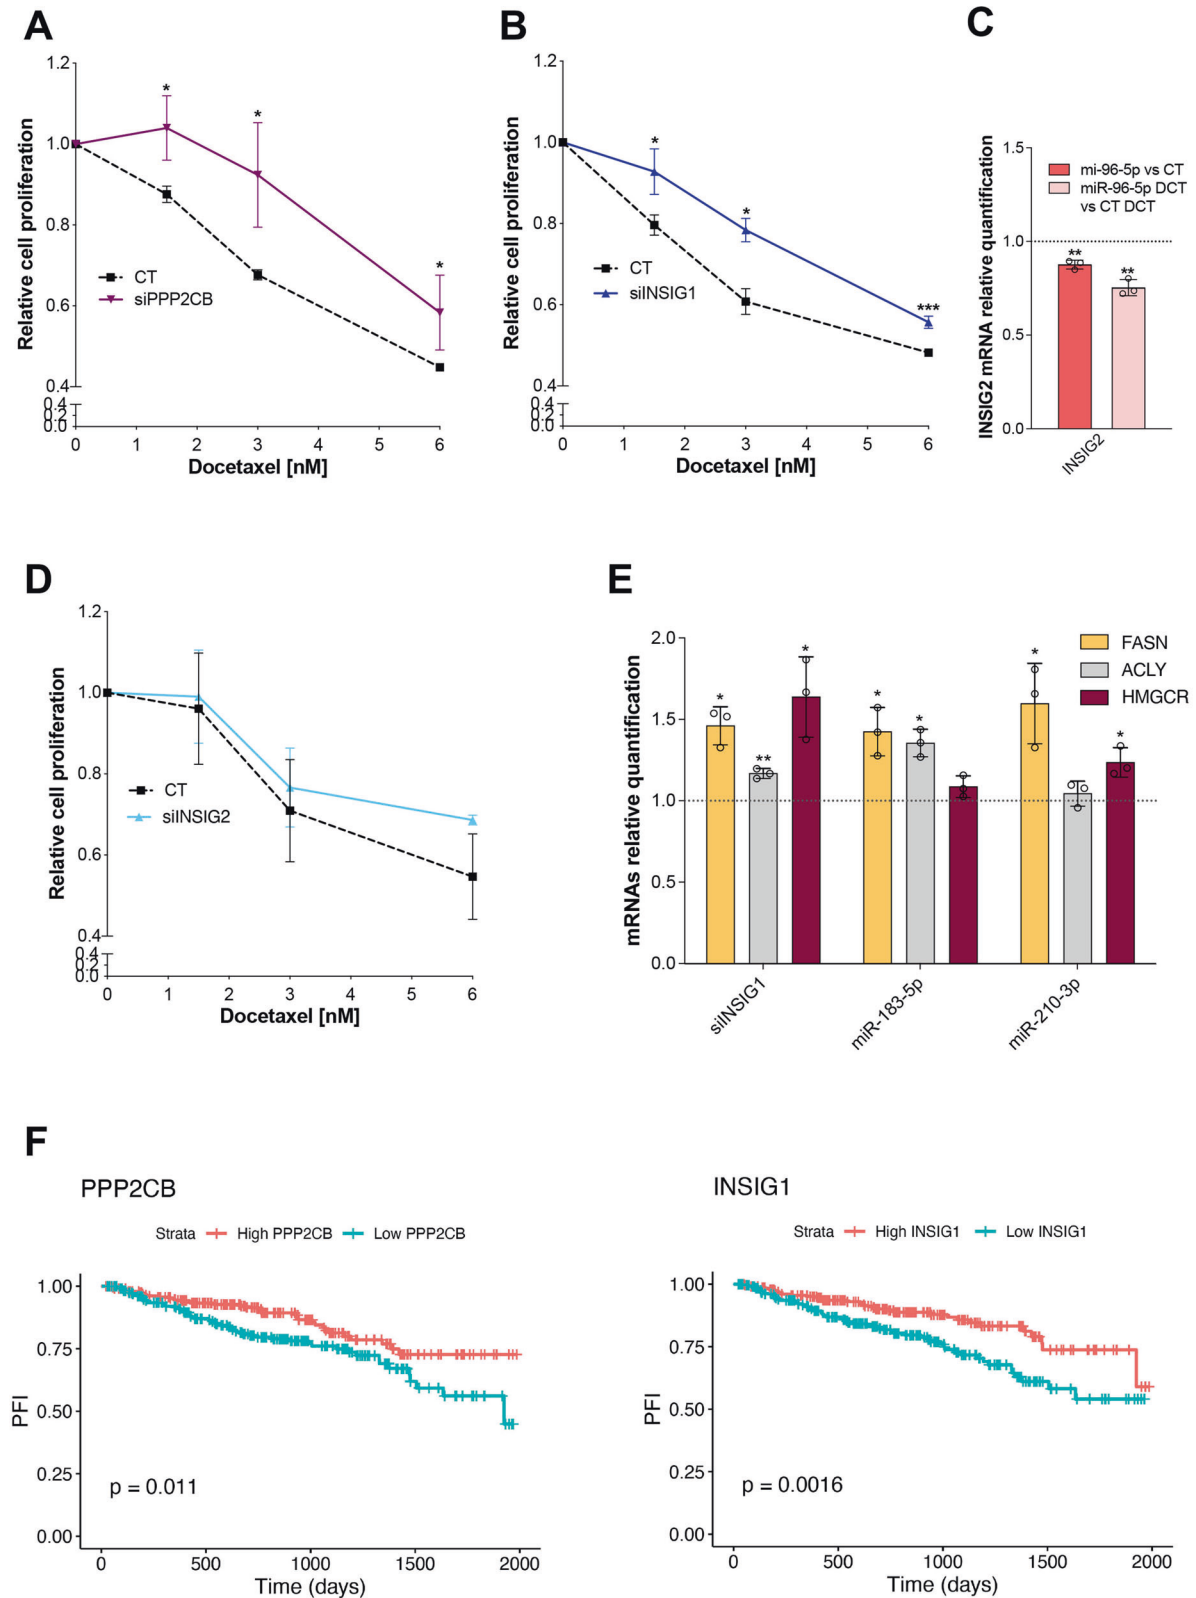 A
1.2
1.0
0.8
0.6
0.4
0.4
0.2
0.0
Relative cell proliferation
*
*
*
CT
siPPP2CB
0 1 2 3 4 5 6
Docetaxel [nM]
B
1.2
1.0
0.8
0.6
0.4
0.4
0.2
0.0
Relative cell proliferation
*
*
***
CT
siINSIG1
0 1 2 3 4 5 6
Docetaxel [nM]
C
1.5
1.0
0.5
0.0
INSIG2 mRNA relative quantification
mi-96-5p vs CT
miR-96-5p DCT
vs CT DCT
**
**
INSIG2
D
1.2
1.0
0.8
0.6
0.4
0.4
0.2
0.0
Relative cell proliferation
CT
siINSIG2
0 1 2 3 4 5 6
Docetaxel [nM]
E
2.0
1.5
1.0
0.5
0.0
mRNAs relative quantification
FASN
ACLY
HMGCR
*
**
*
*
*
*
*
siINSIG1
miR-183-5p
miR-210-3p
F
PPP2CB
Strata High PPP2CB Low PPP2CB
1.00
0.75
0.50
0.25
0.00
PFI
p = 0.011
0 500 1000 1500 2000
Time (days)
INSIG1
Strata High INSIG1 Low INSIG1
1.00
0.75
0.50
0.25
0.00
PFI
p = 0.0016
0 500 1000 1500 2000
Time (days)